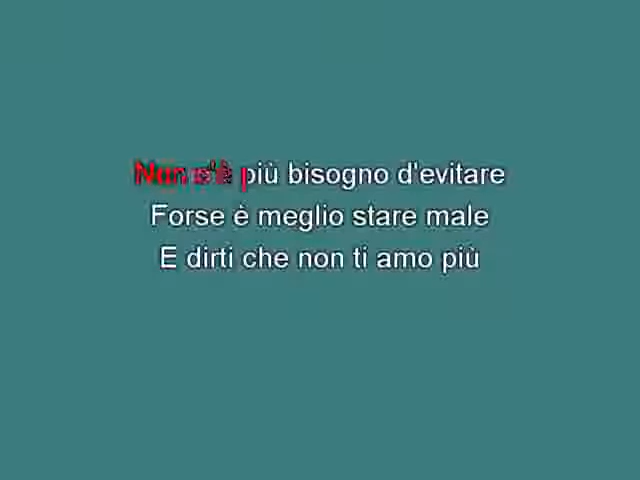 Non c'è più bisogno d'evitare
Forse è meglio stare male
E dirti che non ti amo più